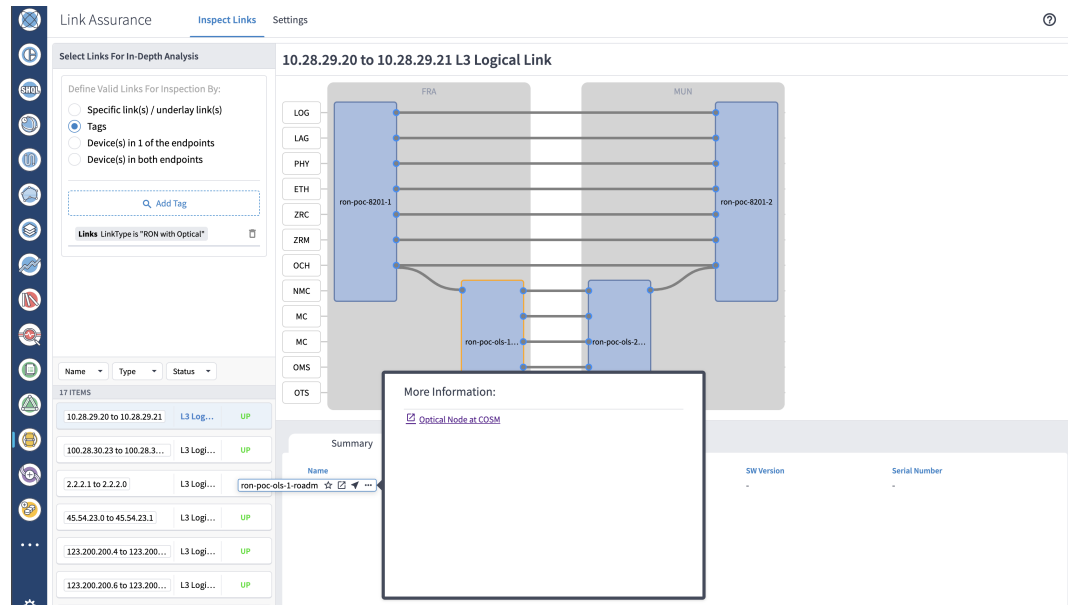 Link Assurance
Inspect Links
Settings
Select Links For In-Depth Analysis
Define Valid Links For Inspection By:
Specific link(s) / underlay link(s)
Tags
Device(s) in 1 of the endpoints
Device(s) in both endpoints
Add Tag
Links LinkType is "RON with Optical"
Name
Type
Status
17 ITEMS
10.28.29.20 to 10.28.29.21 L3 Log... UP
100.28.30.23 to 100.28.3... L3 Logi... UP
2.2.2.1 to 2.2.2.0 L3 Logi...
45.54.23.0 to 45.54.23.1 L3 Logi... UP
123.200.200.4 to 123.200... L3 Logi... UP
123.200.200.6 to 123.200... L3 Logi... UP
10.28.29.20 to 10.28.29.21 L3 Logical Link
FRA
MUN
LOG
LAG
PHY
ETH
ZRC
ZRM
OCH
NMC
MC
MC
OMS
OTS
ron-poc-8201-1
ron-poc-8201-2
ron-poc-ols-1...
ron-poc-ols-2...
Summary
Name
SW Version
Serial Number
ron-poc-ols-1-roadm
-
-
More Information:
Optical Node at COSM
SHQL